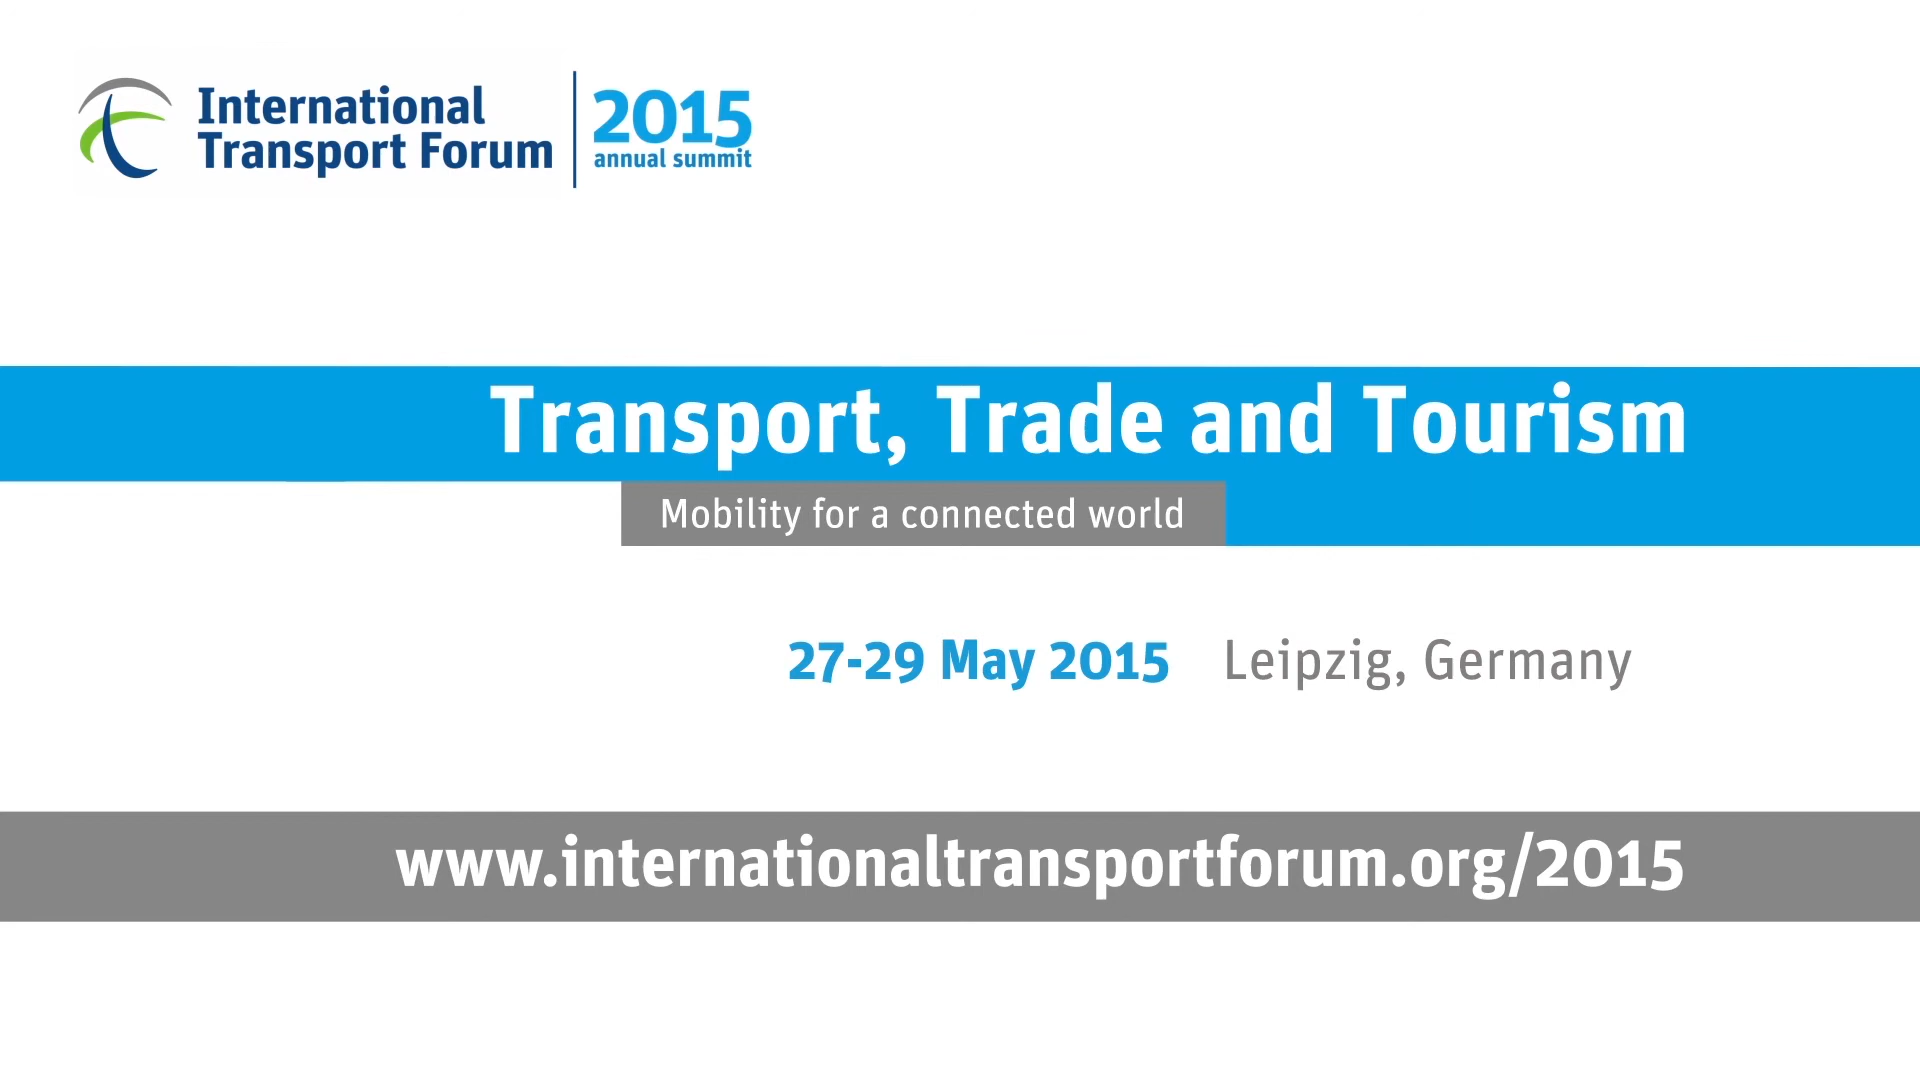 International
Transport Forum
2015
annual summit
Transport, Trade and Tourism
Mobility for a connected world
27-29 May 2015 Leipzig, Germany
www.internationaltransportforum.org/2015